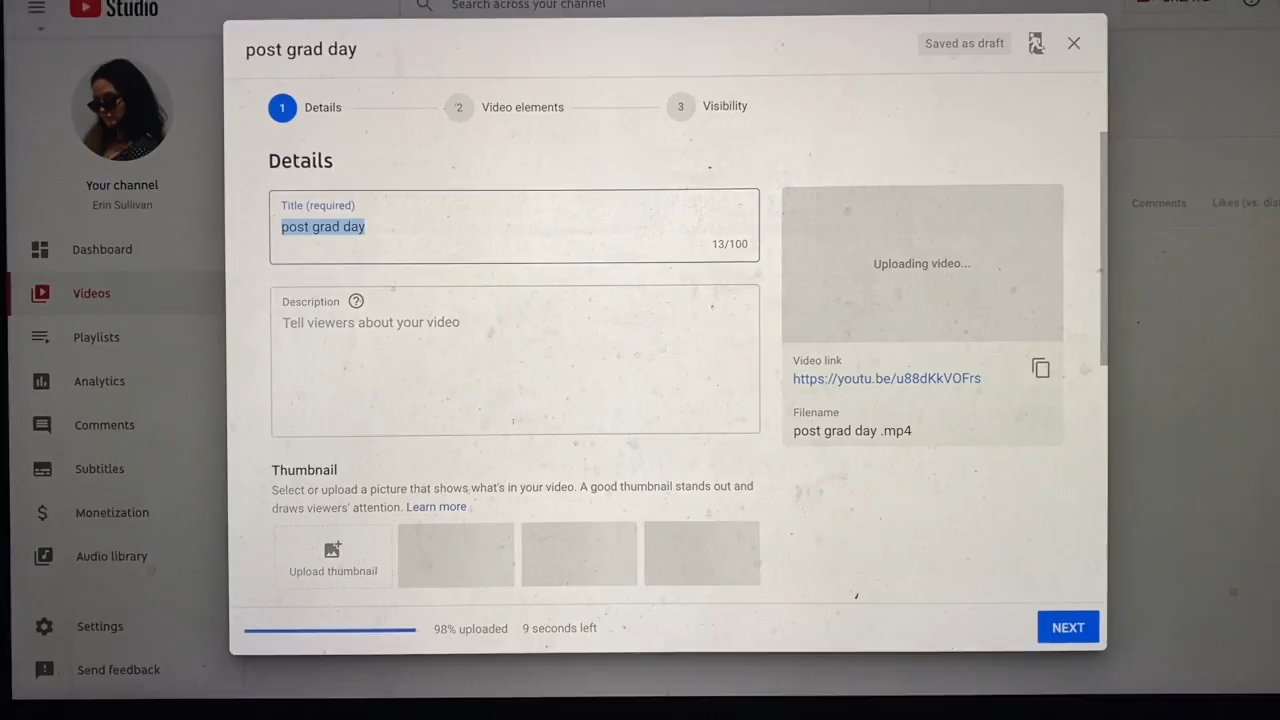 Studio
Search across your channel
post grad day
Saved as draft
1 Details
2 Video elements
3 Visibility
Details
Title (required)
post grad day
13/100
Description
Tell viewers about your video
Uploading video...
Video link
https://youtu.be/u88dKkVOFrs
Filename
post grad day .mp4
Thumbnail
Select or upload a picture that shows what's in your video. A good thumbnail stands out and
draws viewers' attention. Learn more
Upload thumbnail
98% uploaded 9 seconds left
NEXT
Your channel
Erin Sullivan
Dashboard
Videos
Playlists
Analytics
Comments
Subtitles
Monetization
Audio library
Settings
Send feedback
Comments
Likes (vs.